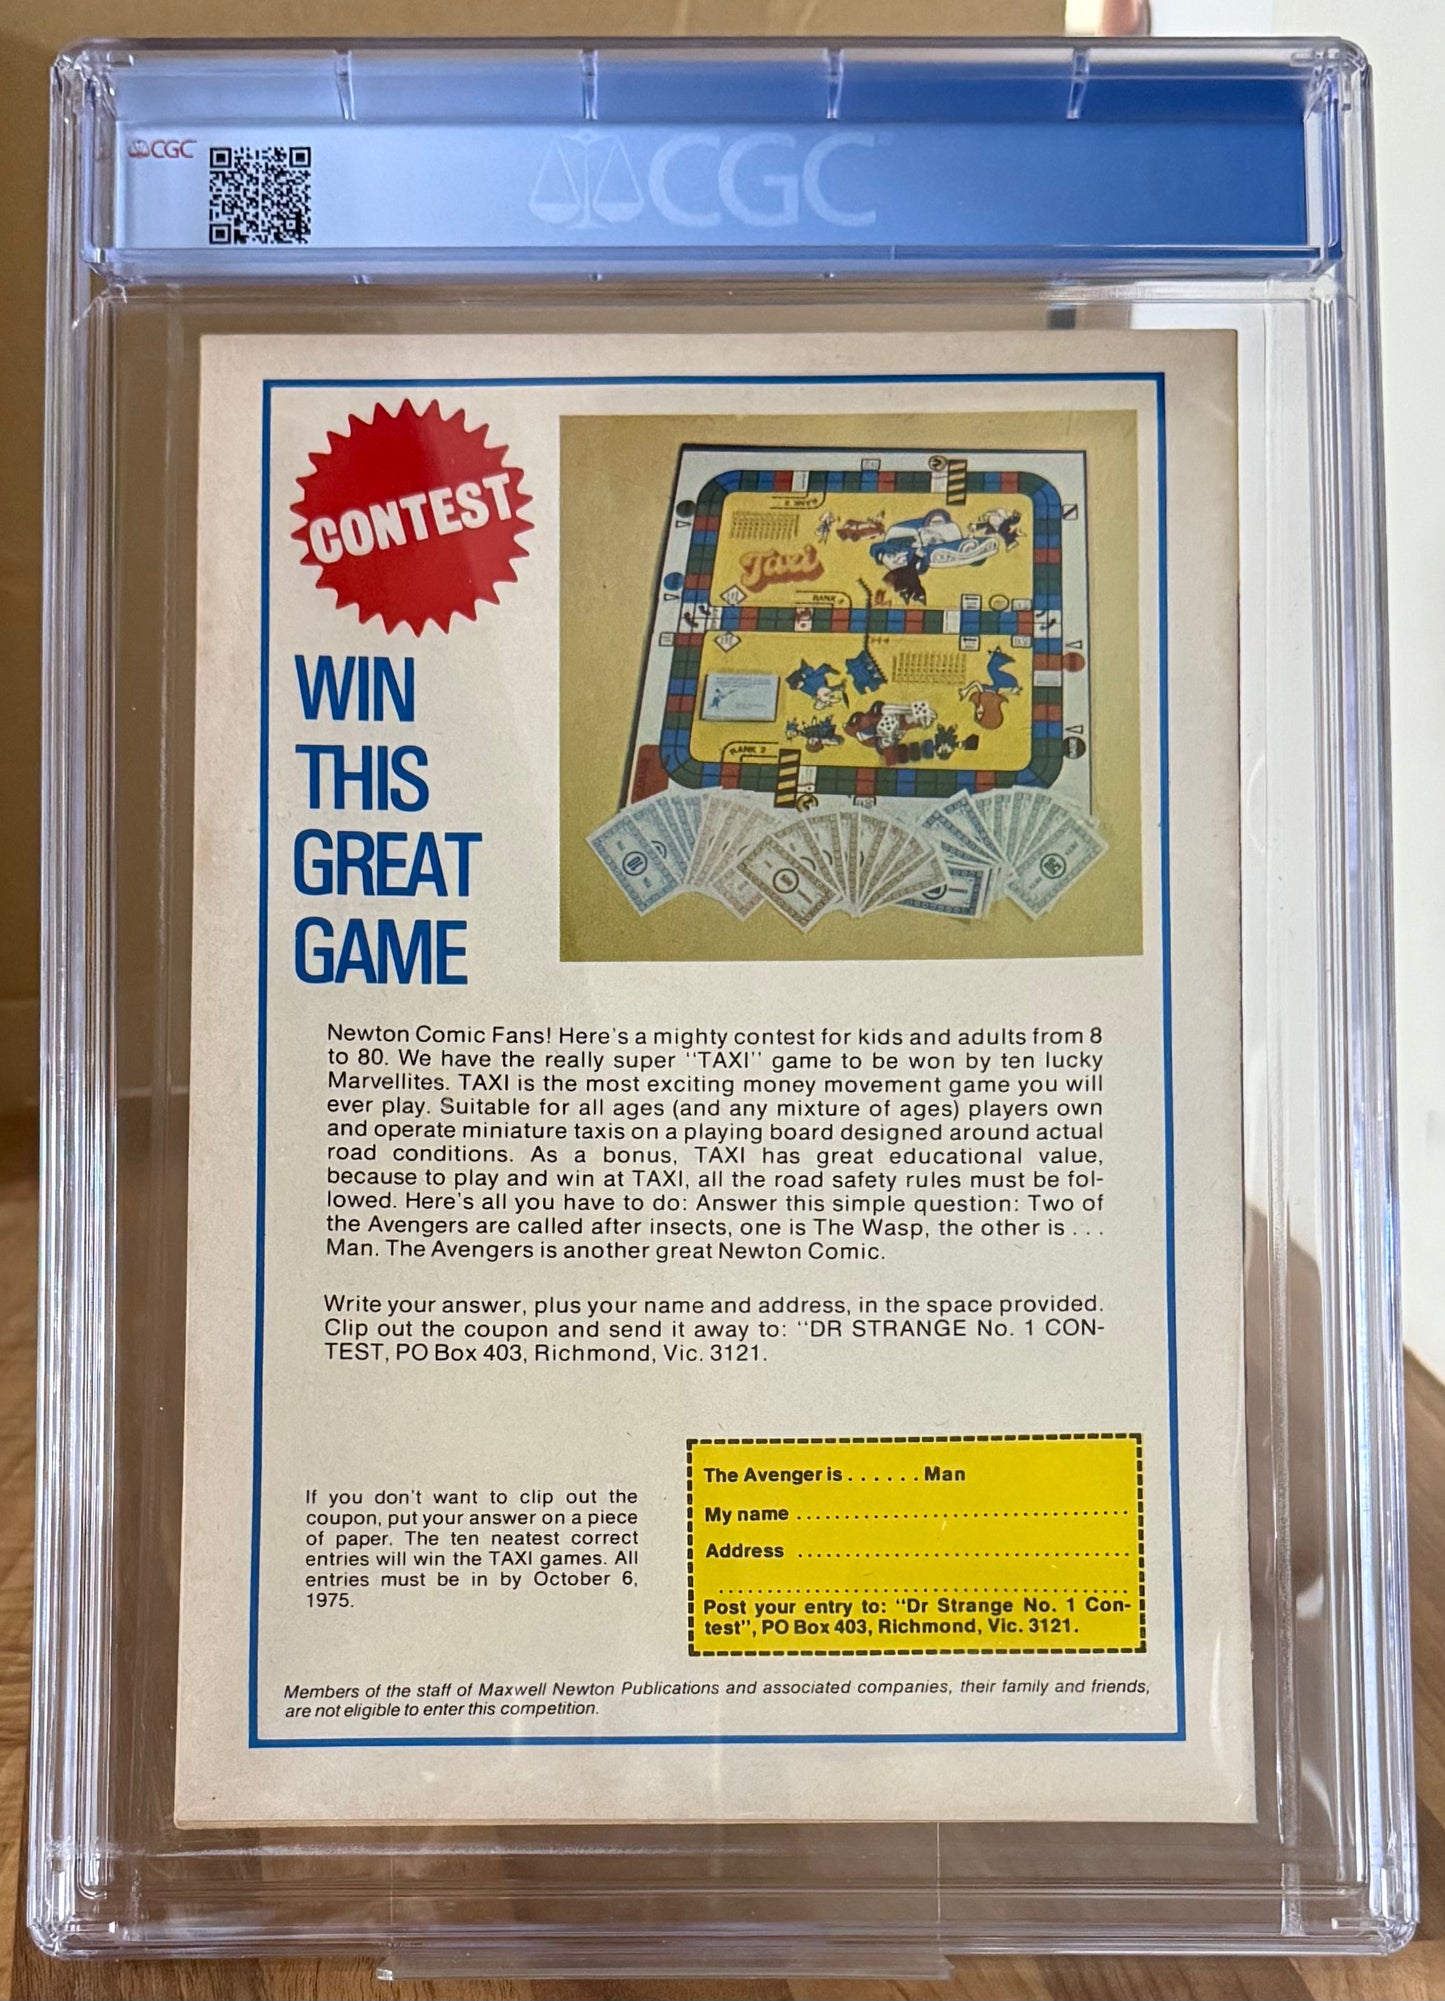 CGC
CGC
CONTEST
WIN
THIS
GREAT
GAME
Taxi
RANK 2
RANK 2
10
50
Newton Comic Fans! Here's a mighty contest for kids and adults from 8
to 80. We have the really super "TAXI" game to be won by ten lucky
Marvellites. TAXI is the most exciting money movement game you will
ever play. Suitable for all ages (and any mixture of ages) players own
and operate miniature taxis on a playing board designed around actual
road conditions. As a bonus, TAXI has great educational value,
because to play and win at TAXI, all the road safety rules must be fol-
lowed. Here's all you have to do: Answer this simple question: Two of
the Avengers are called after insects, one is The Wasp, the other is . . .
Man. The Avengers is another great Newton Comic.
Write your answer, plus your name and address, in the space provided.
Clip out the coupon and send it away to: "DR STRANGE No. 1 CON-
TEST, PO Box 403, Richmond, Vic. 3121.
If you don't want to clip out the
coupon, put your answer on a piece
of paper. The ten neatest correct
entries will win the TAXI games. All
entries must be in by October 6,
1975.
The Avenger is . . . . . . Man
My name ..................................
Address ..................................
..........................................
Post your entry to: "Dr Strange No. 1 Con-
test", PO Box 403, Richmond, Vic. 3121.
Members of the staff of Maxwell Newton Publications and associated companies, their family and friends,
are not eligible to enter this competition.